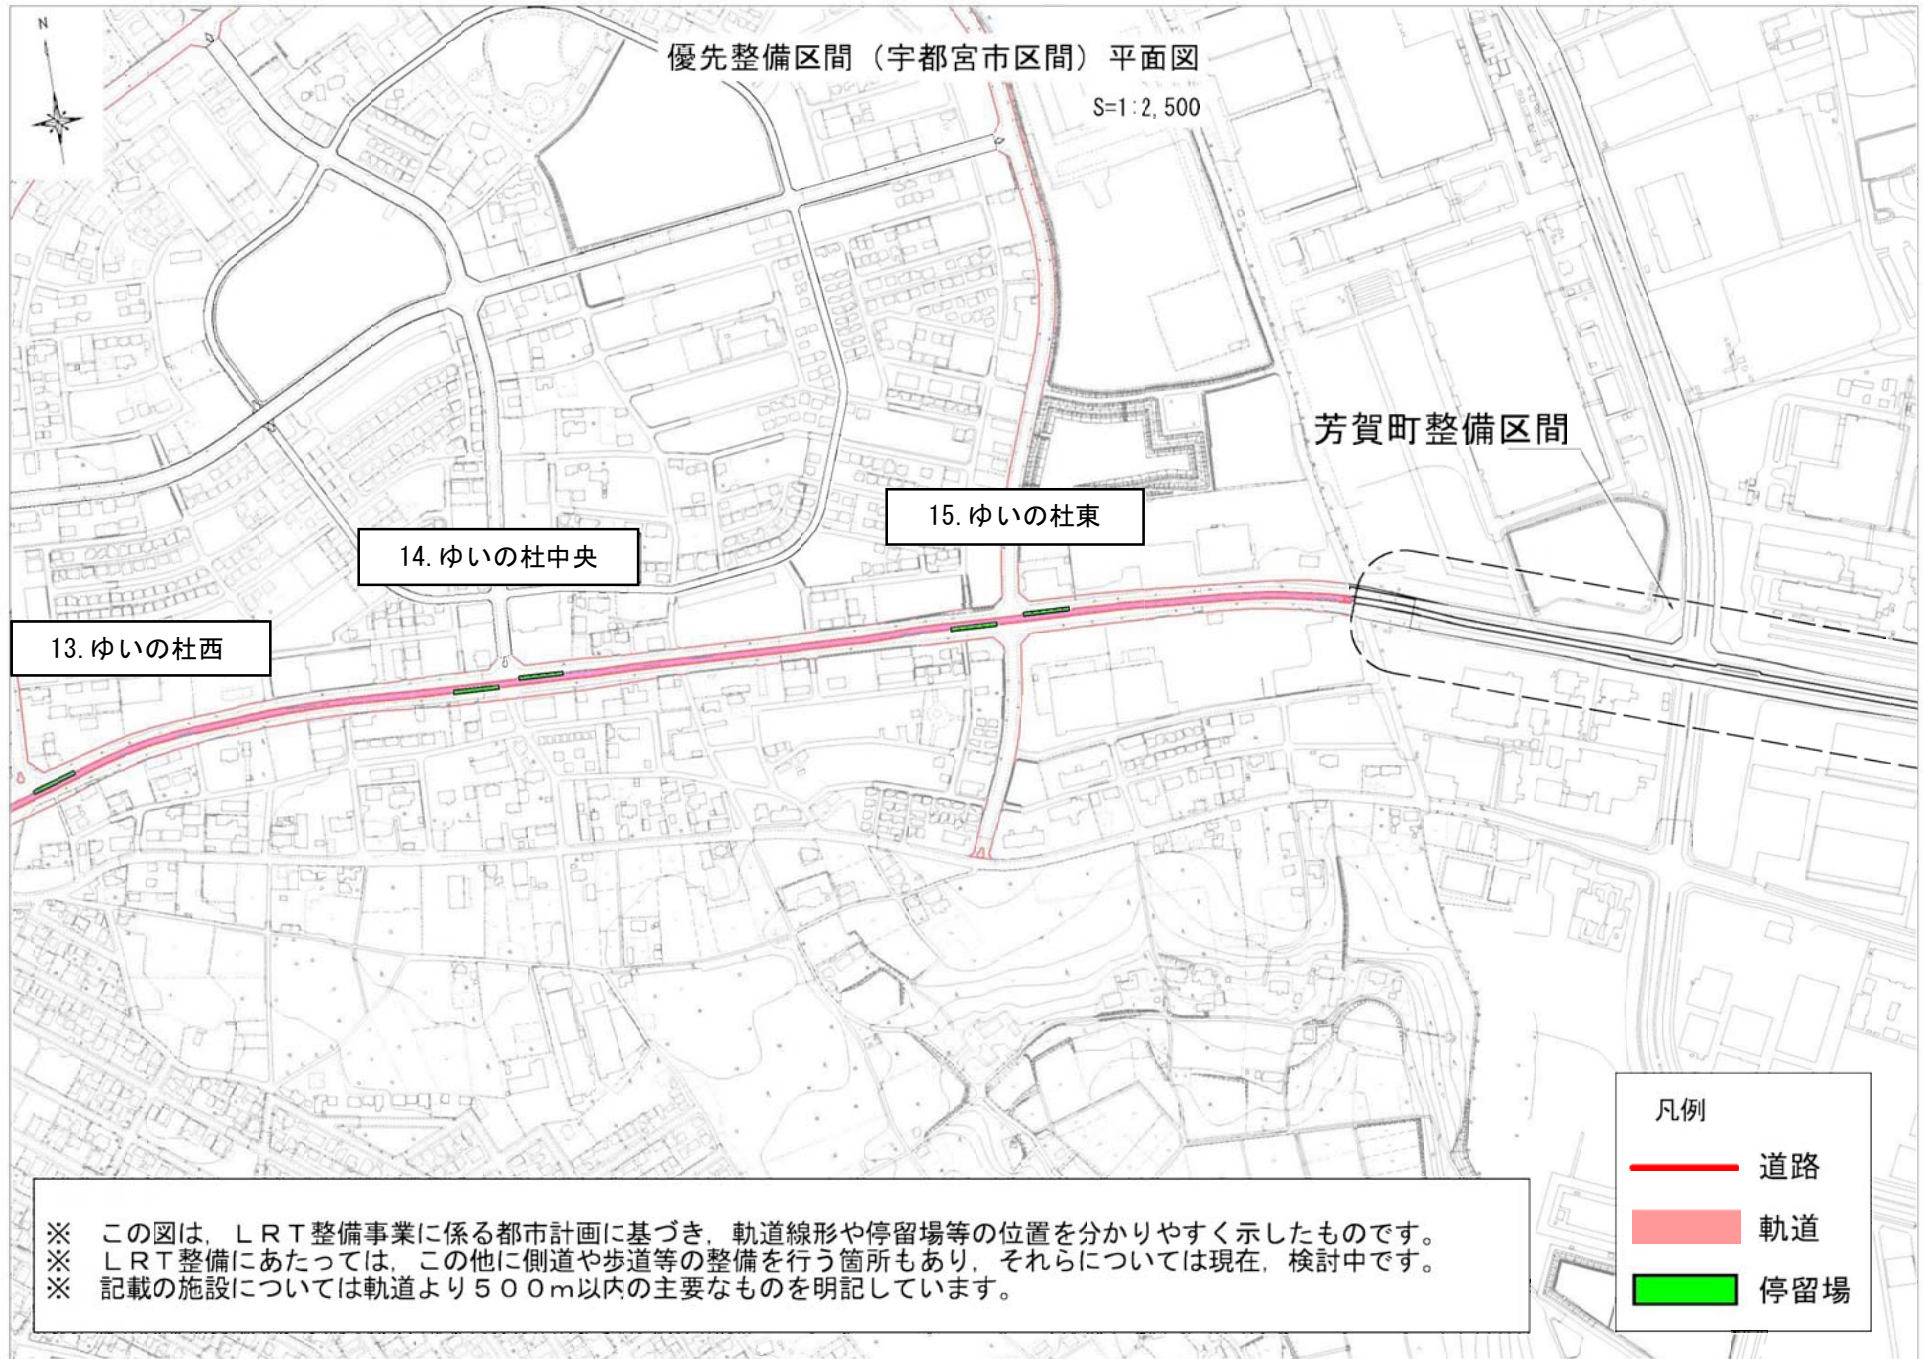 N
優先整備区間（宇都宮市区間）平面図
S=1:2,500
芳賀町整備区間
15.ゆいの杜東
14.ゆいの杜中央
13.ゆいの杜西
凡例
道路
軌道
停留場
※　この図は，ＬＲＴ整備事業に係る都市計画に基づき，軌道線形や停留場等の位置を分かりやすく示したものです。
※　ＬＲＴ整備にあたっては，この他に側道や歩道等の整備を行う箇所もあり，それらについては現在，検討中です。
※　記載の施設については軌道より５００ｍ以内の主要なものを明記しています。